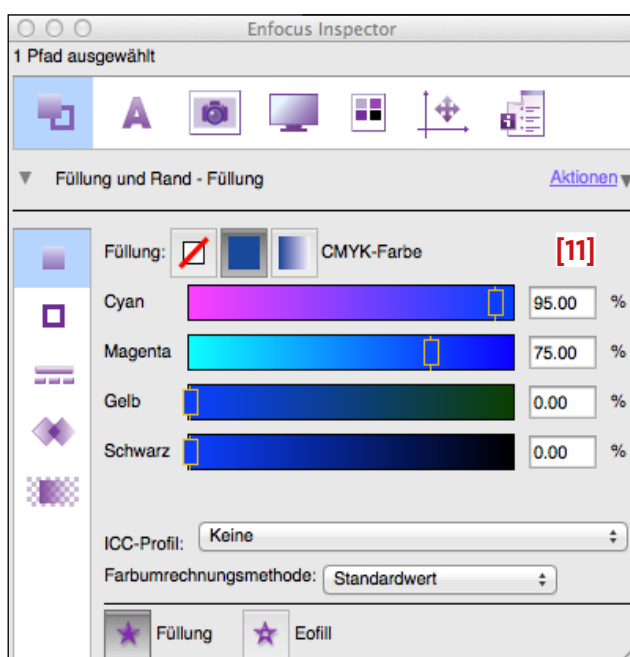 Enfocus Inspector
1 Pfad ausgewählt
Füllung und Rand - Füllung Aktionen
Füllung: CMYK-Farbe [11]
Cyan 95.00 %
Magenta 75.00 %
Gelb 0.00 %
Schwarz 0.00 %
ICC-Profil: Keine
Farbumrechnungsmethode: Standardwert
Füllung Eofill